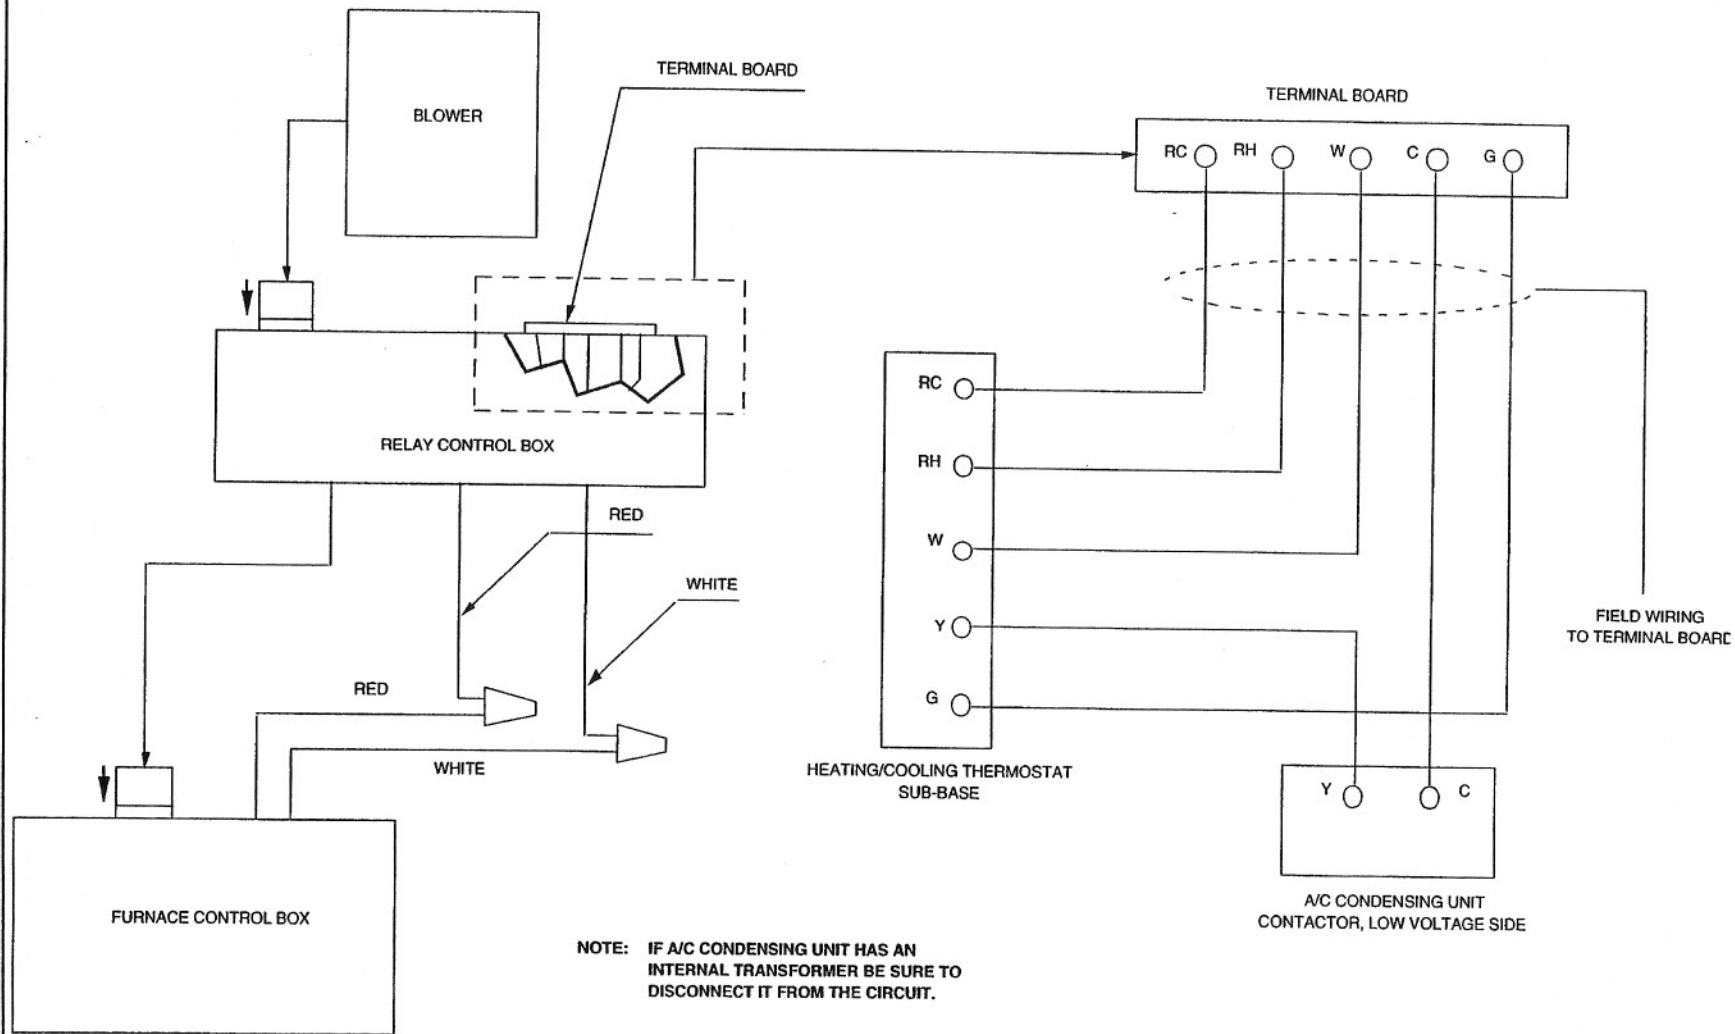 TERMINAL BOARD
BLOWER
TERMINAL BOARD
RC RH W C G
RC
RELAY CONTROL BOX
RH
RED
W
WHITE
FIELD WIRING
TO TERMINAL BOARD
Y
RED
G
WHITE
HEATING/COOLING THERMOSTAT
SUB-BASE
Y C
FURNACE CONTROL BOX
A/C CONDENSING UNIT
CONTACTOR, LOW VOLTAGE SIDE
NOTE: IF A/C CONDENSING UNIT HAS AN
INTERNAL TRANSFORMER BE SURE TO
DISCONNECT IT FROM THE CIRCUIT.